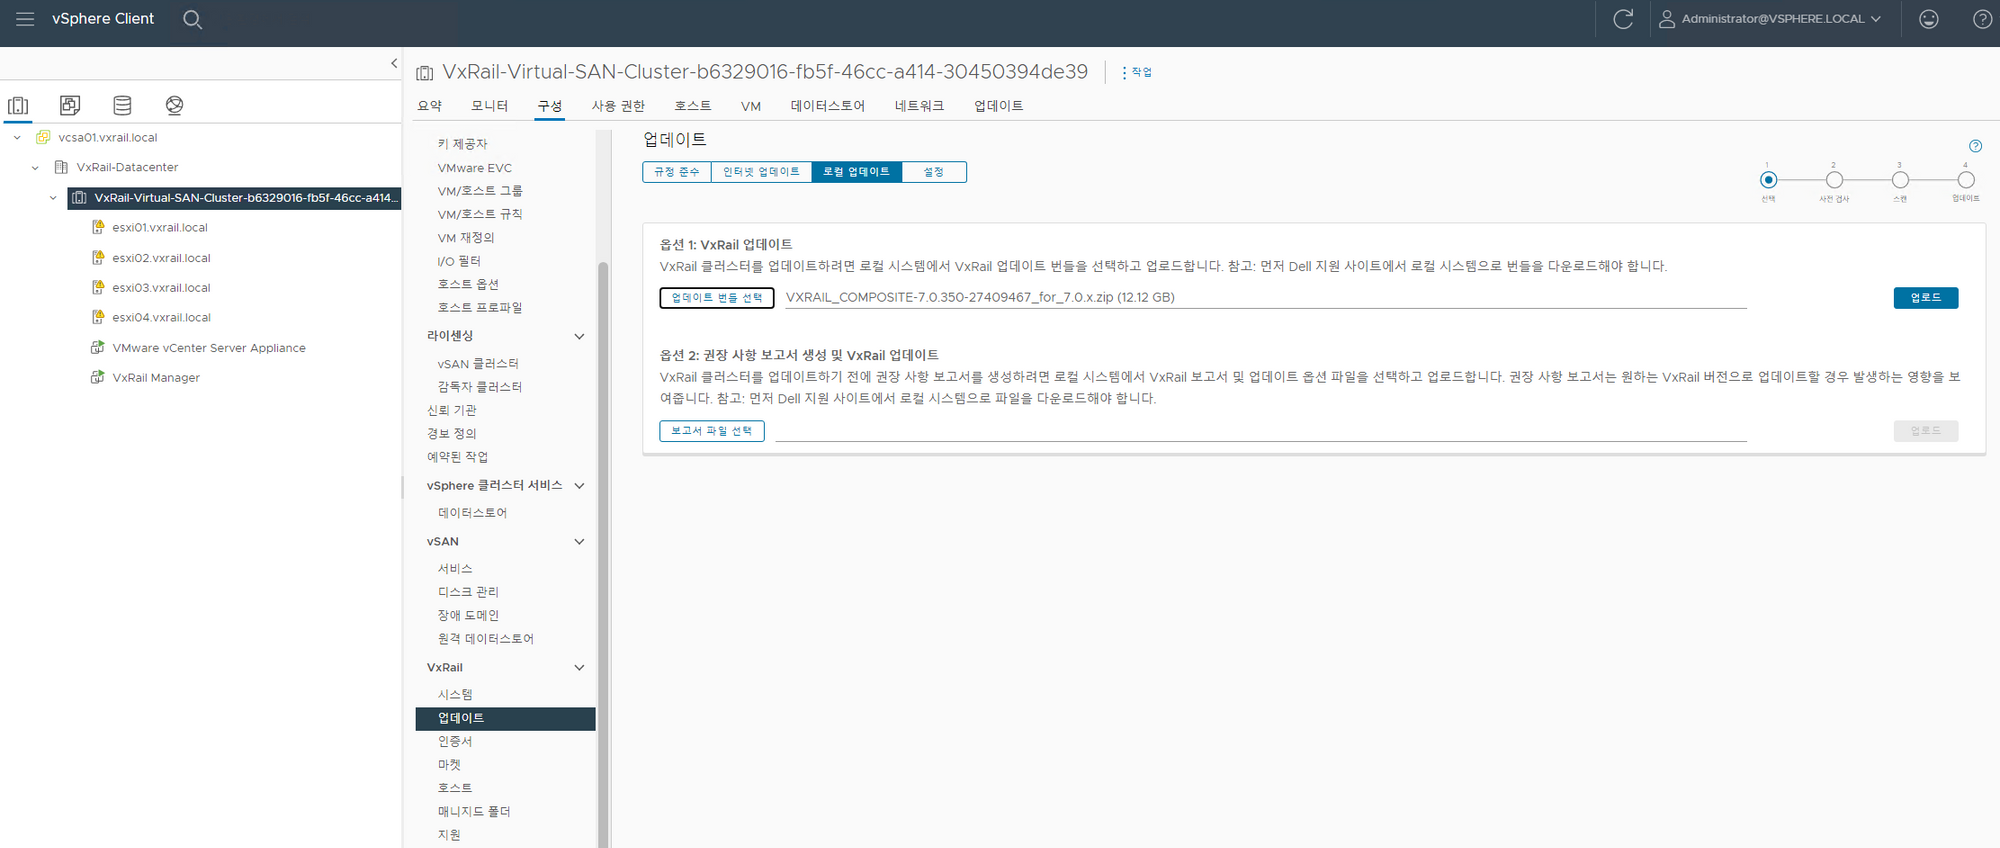 vSphere Client
Administrator@VSPHERE.LOCAL
VxRail-Virtual-SAN-Cluster-b6329016-fb5f-46cc-a414-30450394de39
작업
요약 모니터 구성 사용 권한 호스트 VM 데이터스토어 네트워크 업데이트
vcsa01.vxrail.local
VxRail-Datacenter
VxRail-Virtual-SAN-Cluster-b6329016-fb5f-46cc-a414...
esxi01.vxrail.local
esxi02.vxrail.local
esxi03.vxrail.local
esxi04.vxrail.local
VMware vCenter Server Appliance
VxRail Manager
키 제공자
VMware EVC
VM/호스트 그룹
VM/호스트 규칙
VM 재정의
I/O 필터
호스트 옵션
호스트 프로파일
라이센싱
vSAN 클러스터
감독자 클러스터
신뢰 기관
경보 정의
예약된 작업
vSphere 클러스터 서비스
데이터스토어
vSAN
서비스
디스크 관리
장애 도메인
원격 데이터스토어
VxRail
시스템
업데이트
인증서
마켓
호스트
매니지드 폴더
지원
업데이트
규정 준수 인터넷 업데이트 로컬 업데이트 설정
1 2 3 4
선택 사전 검사 스캔 업데이트
옵션 1: VxRail 업데이트
VxRail 클러스터를 업데이트하려면 로컬 시스템에서 VxRail 업데이트 번들을 선택하고 업로드합니다. 참고: 먼저 Dell 지원 사이트에서 로컬 시스템으로 번들을 다운로드해야 합니다.
업데이트 번들 선택 VXRAIL_COMPOSITE-7.0.350-27409467_for_7.0.x.zip (12.12 GB) 업로드
옵션 2: 권장 사항 보고서 생성 및 VxRail 업데이트
VxRail 클러스터를 업데이트하기 전에 권장 사항 보고서를 생성하려면 로컬 시스템에서 VxRail 보고서 및 업데이트 옵션 파일을 선택하고 업로드합니다. 권장 사항 보고서는 원하는 VxRail 버전으로 업데이트할 경우 발생하는 영향을 보
여줍니다. 참고: 먼저 Dell 지원 사이트에서 로컬 시스템으로 파일을 다운로드해야 합니다.
보고서 파일 선택 업로드